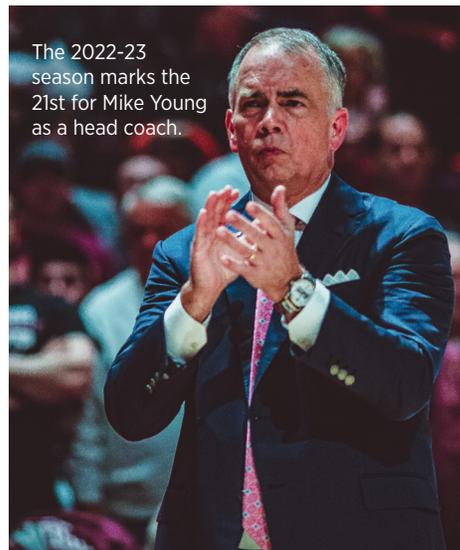 The 2022-23
season marks the
21st for Mike Young
as a head coach.